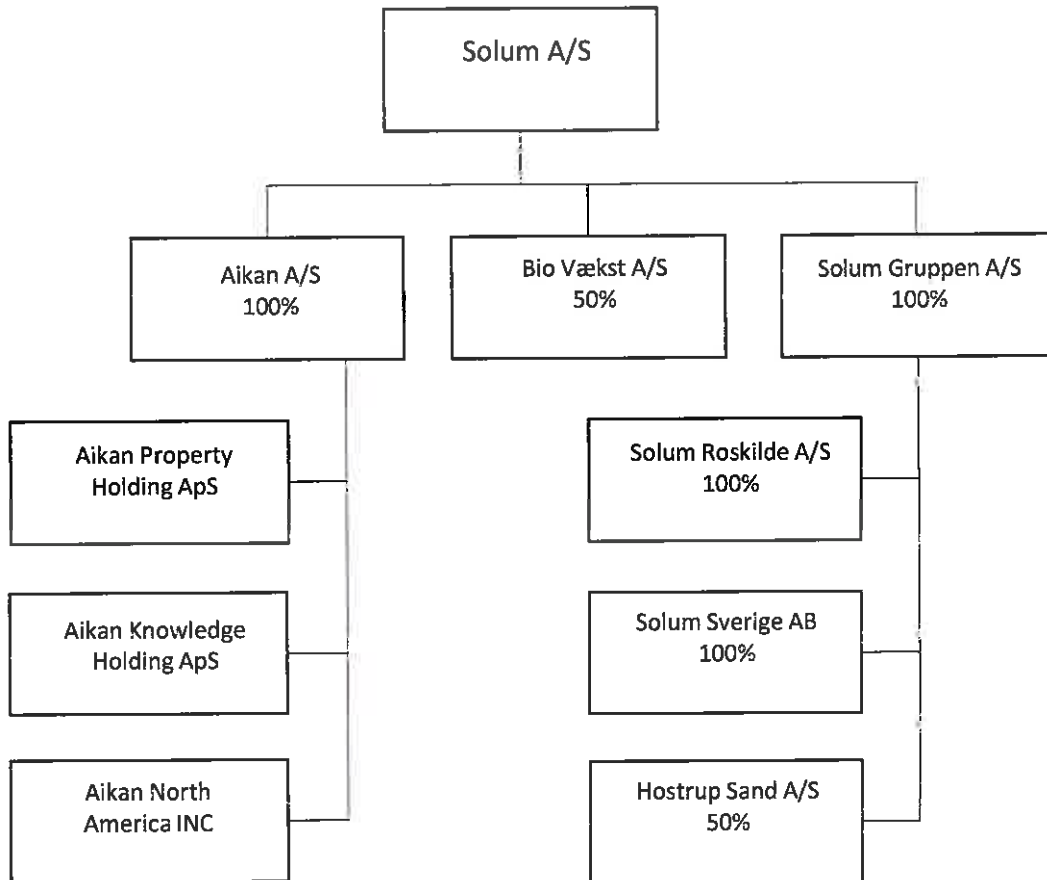 Solum A/S
Aikan A/S
100%
Bio Vækst A/S
50%
Solum Gruppen A/S
100%
Aikan Property
Holding ApS
Solum Roskilde A/S
100%
Aikan Knowledge
Holding ApS
Solum Sverige AB
100%
Aikan North
America INC
Hostrup Sand A/S
50%